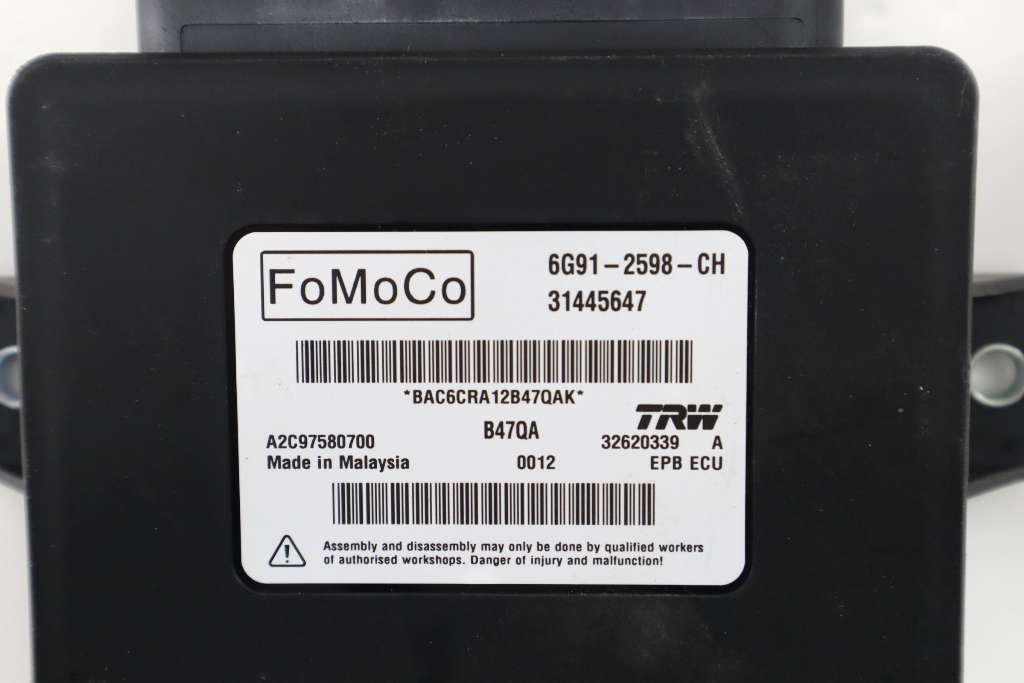 FoMoCo
6G91-2598-CH
31445647
*BAC6CRA12B47QAK*
TRW
B47QA
A2C97580700
32620339 A
Made in Malaysia
0012
EPB ECU
Assembly and disassembly may only be done by qualified workers
of authorised workshops. Danger of injury and malfunction!